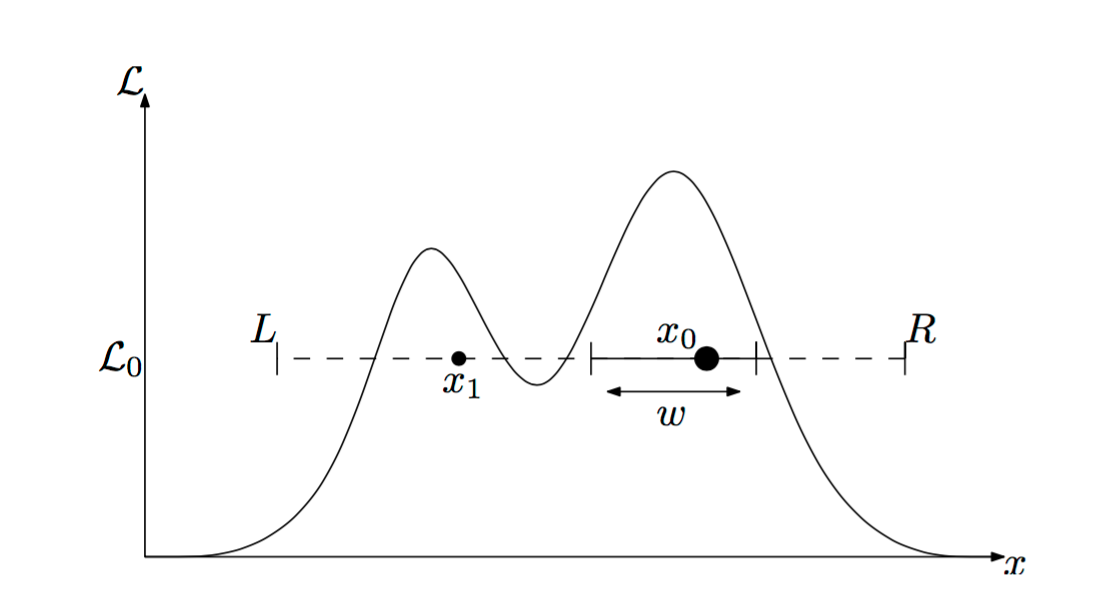 ℒ
L
R
x₀
ℒ₀
x₁
w
x